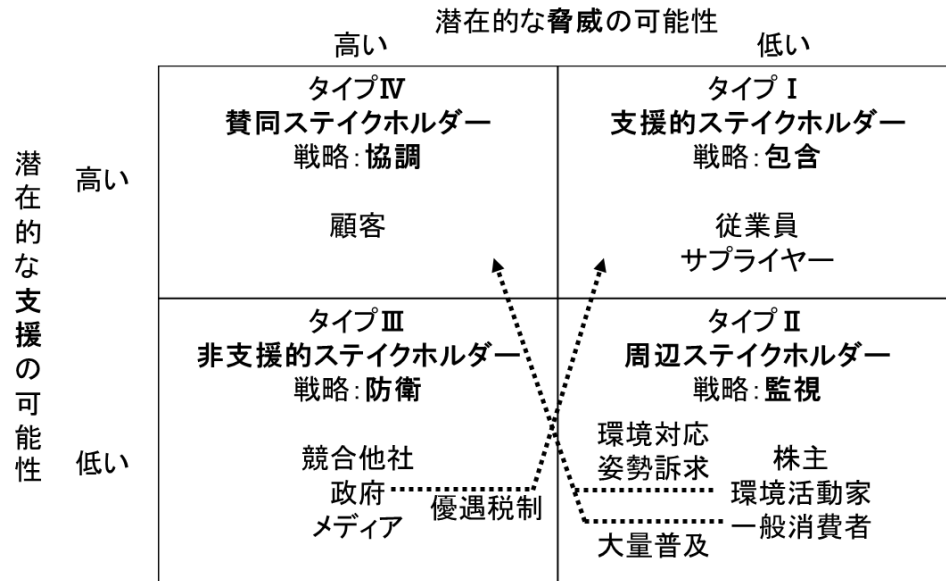 潜在的な脅威の可能性
高い
低い
潜在的な支援の可能性
高い
タイプⅣ
賛同ステイクホルダー
戦略：協調
顧客
タイプⅠ
支援的ステイクホルダー
戦略：包含
従業員
サプライヤー
低い
タイプⅢ
非支援的ステイクホルダー
戦略：防衛
競合他社
政府
メディア
優遇税制
タイプⅡ
周辺ステイクホルダー
戦略：監視
環境対応
姿勢訴求
株主
環境活動家
一般消費者
大量普及